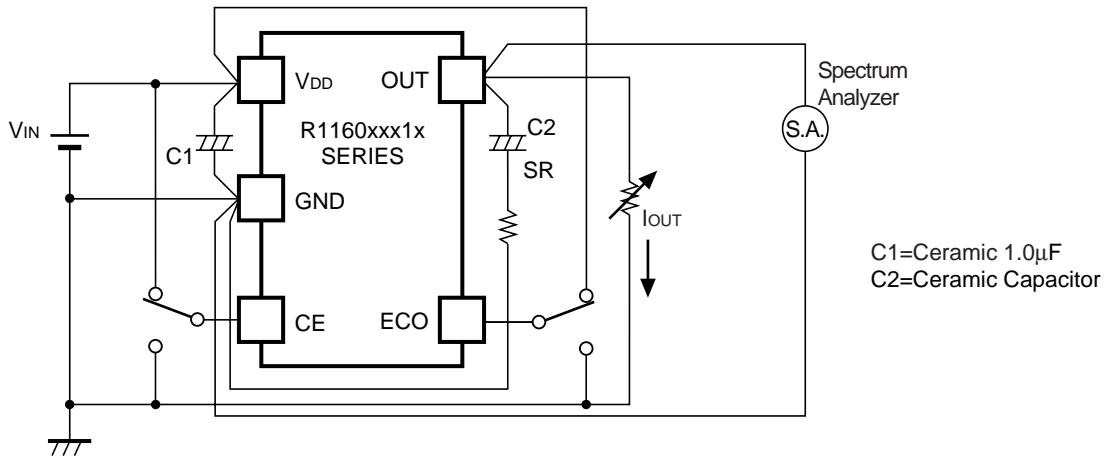 VDD
OUT
Spectrum
Analyzer
VIN
C1
R1160xxx1x
SERIES
C2
SR
S.A.
GND
IOUT
C1=Ceramic 1.0μF
C2=Ceramic Capacitor
CE
ECO